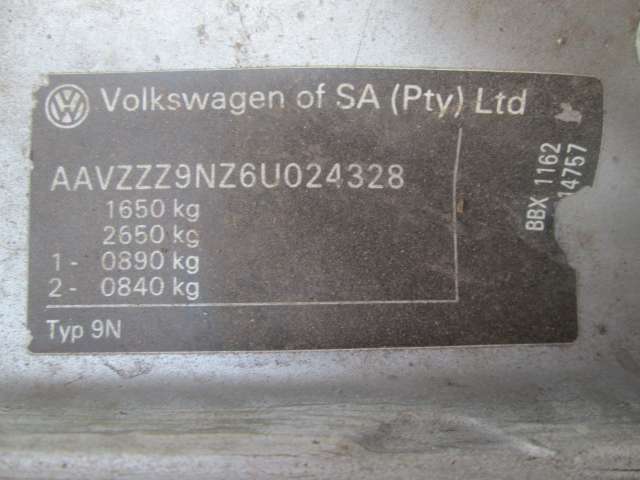 Volkswagen of SA (Pty) Ltd
AAVZZZ9NZ6U024328
1650 kg
2650 kg
1 - 0890 kg
2 - 0840 kg
Typ 9N
BBX 1162
14757